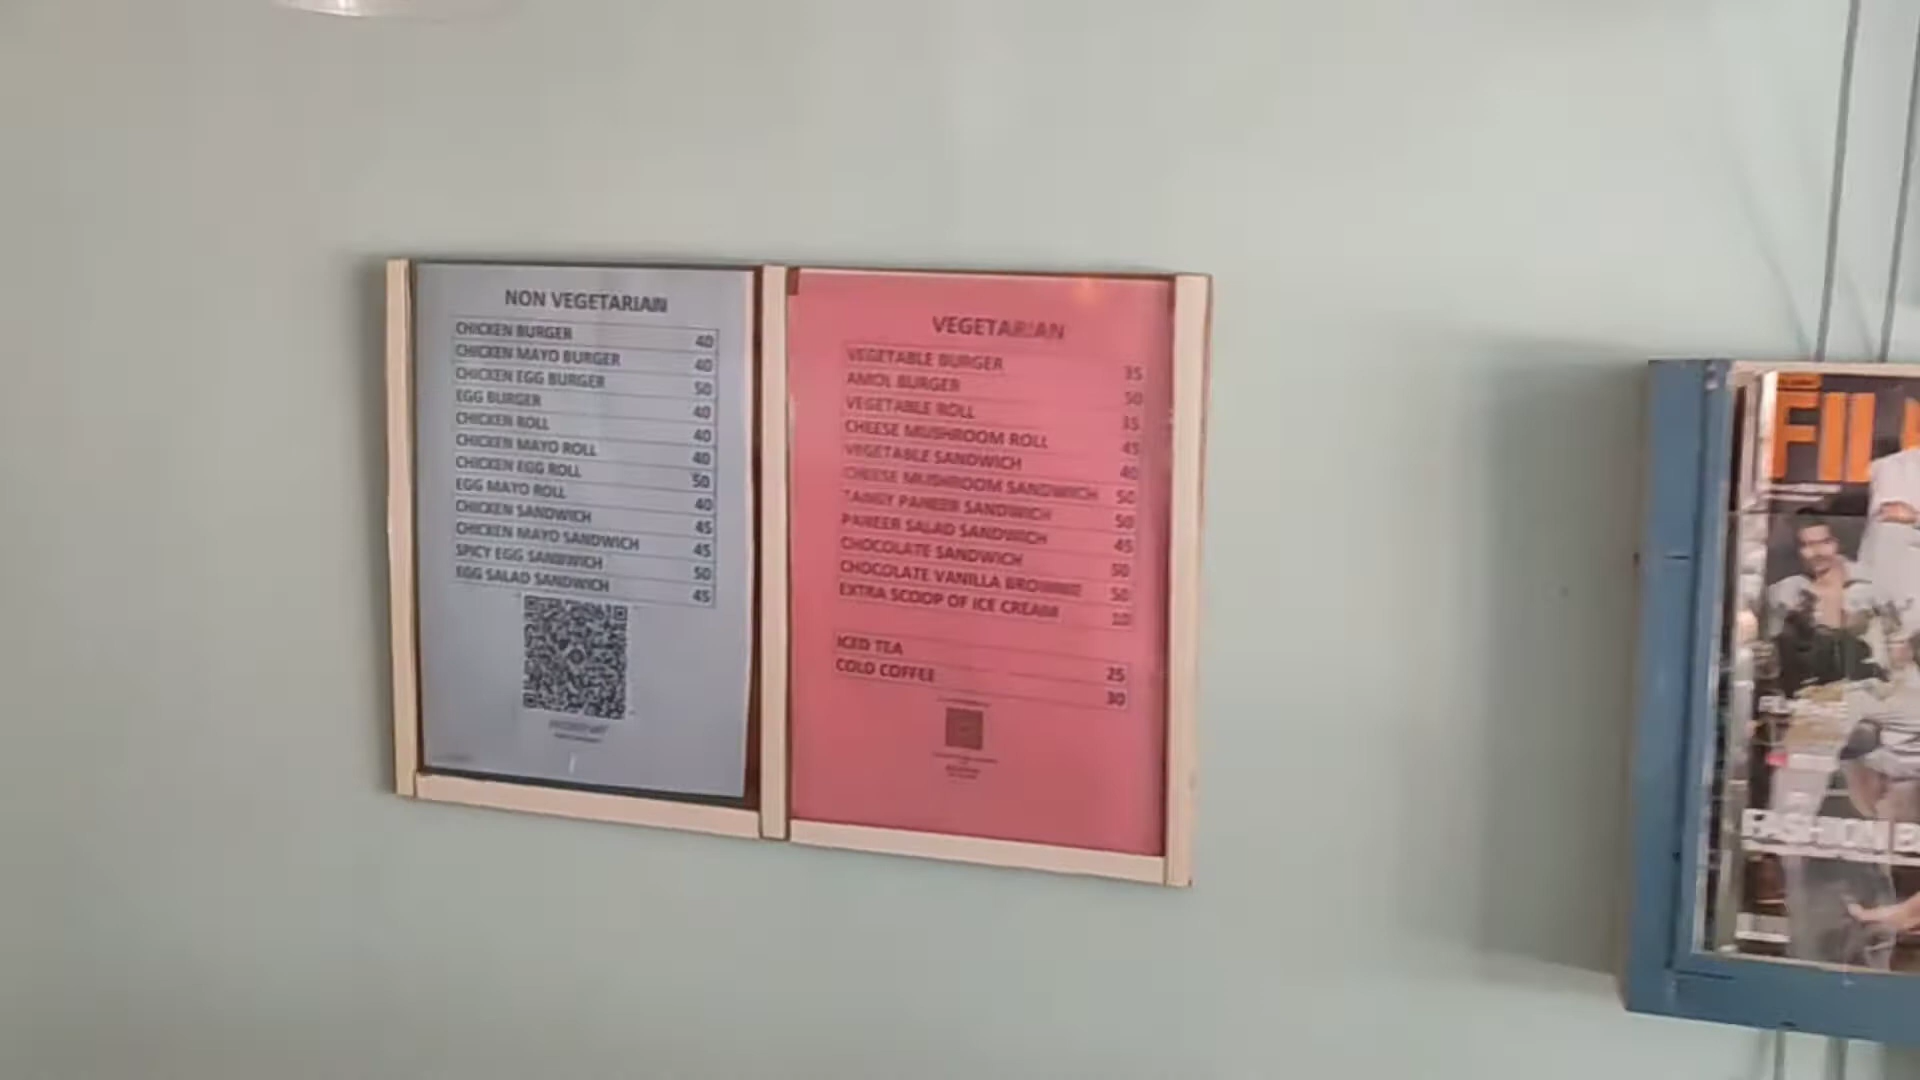 NON VEGETARIAN
CHICKEN BURGER 40
CHICKEN MAYO BURGER 40
CHICKEN EGG BURGER 50
EGG BURGER 40
CHICKEN ROLL 40
CHICKEN MAYO ROLL 40
CHICKEN EGG ROLL 50
EGG MAYO ROLL 40
CHICKEN SANDWICH 45
CHICKEN MAYO SANDWICH 45
SPICY EGG SANDWICH 50
EGG SALAD SANDWICH 45
VEGETARIAN
VEGETABLE BURGER 35
AMUL BURGER 50
VEGETABLE ROLL 35
CHEESE MUSHROOM ROLL 45
VEGETABLE SANDWICH 40
CHEESE MUSHROOM SANDWICH 50
TANGY PANEER SANDWICH 50
PANEER SALAD SANDWICH 45
CHOCOLATE SANDWICH 50
CHOCOLATE VANILLA BROWNIE 50
EXTRA SCOOP OF ICE CREAM 10
ICED TEA 25
COLD COFFEE 30
FIL
FASHION